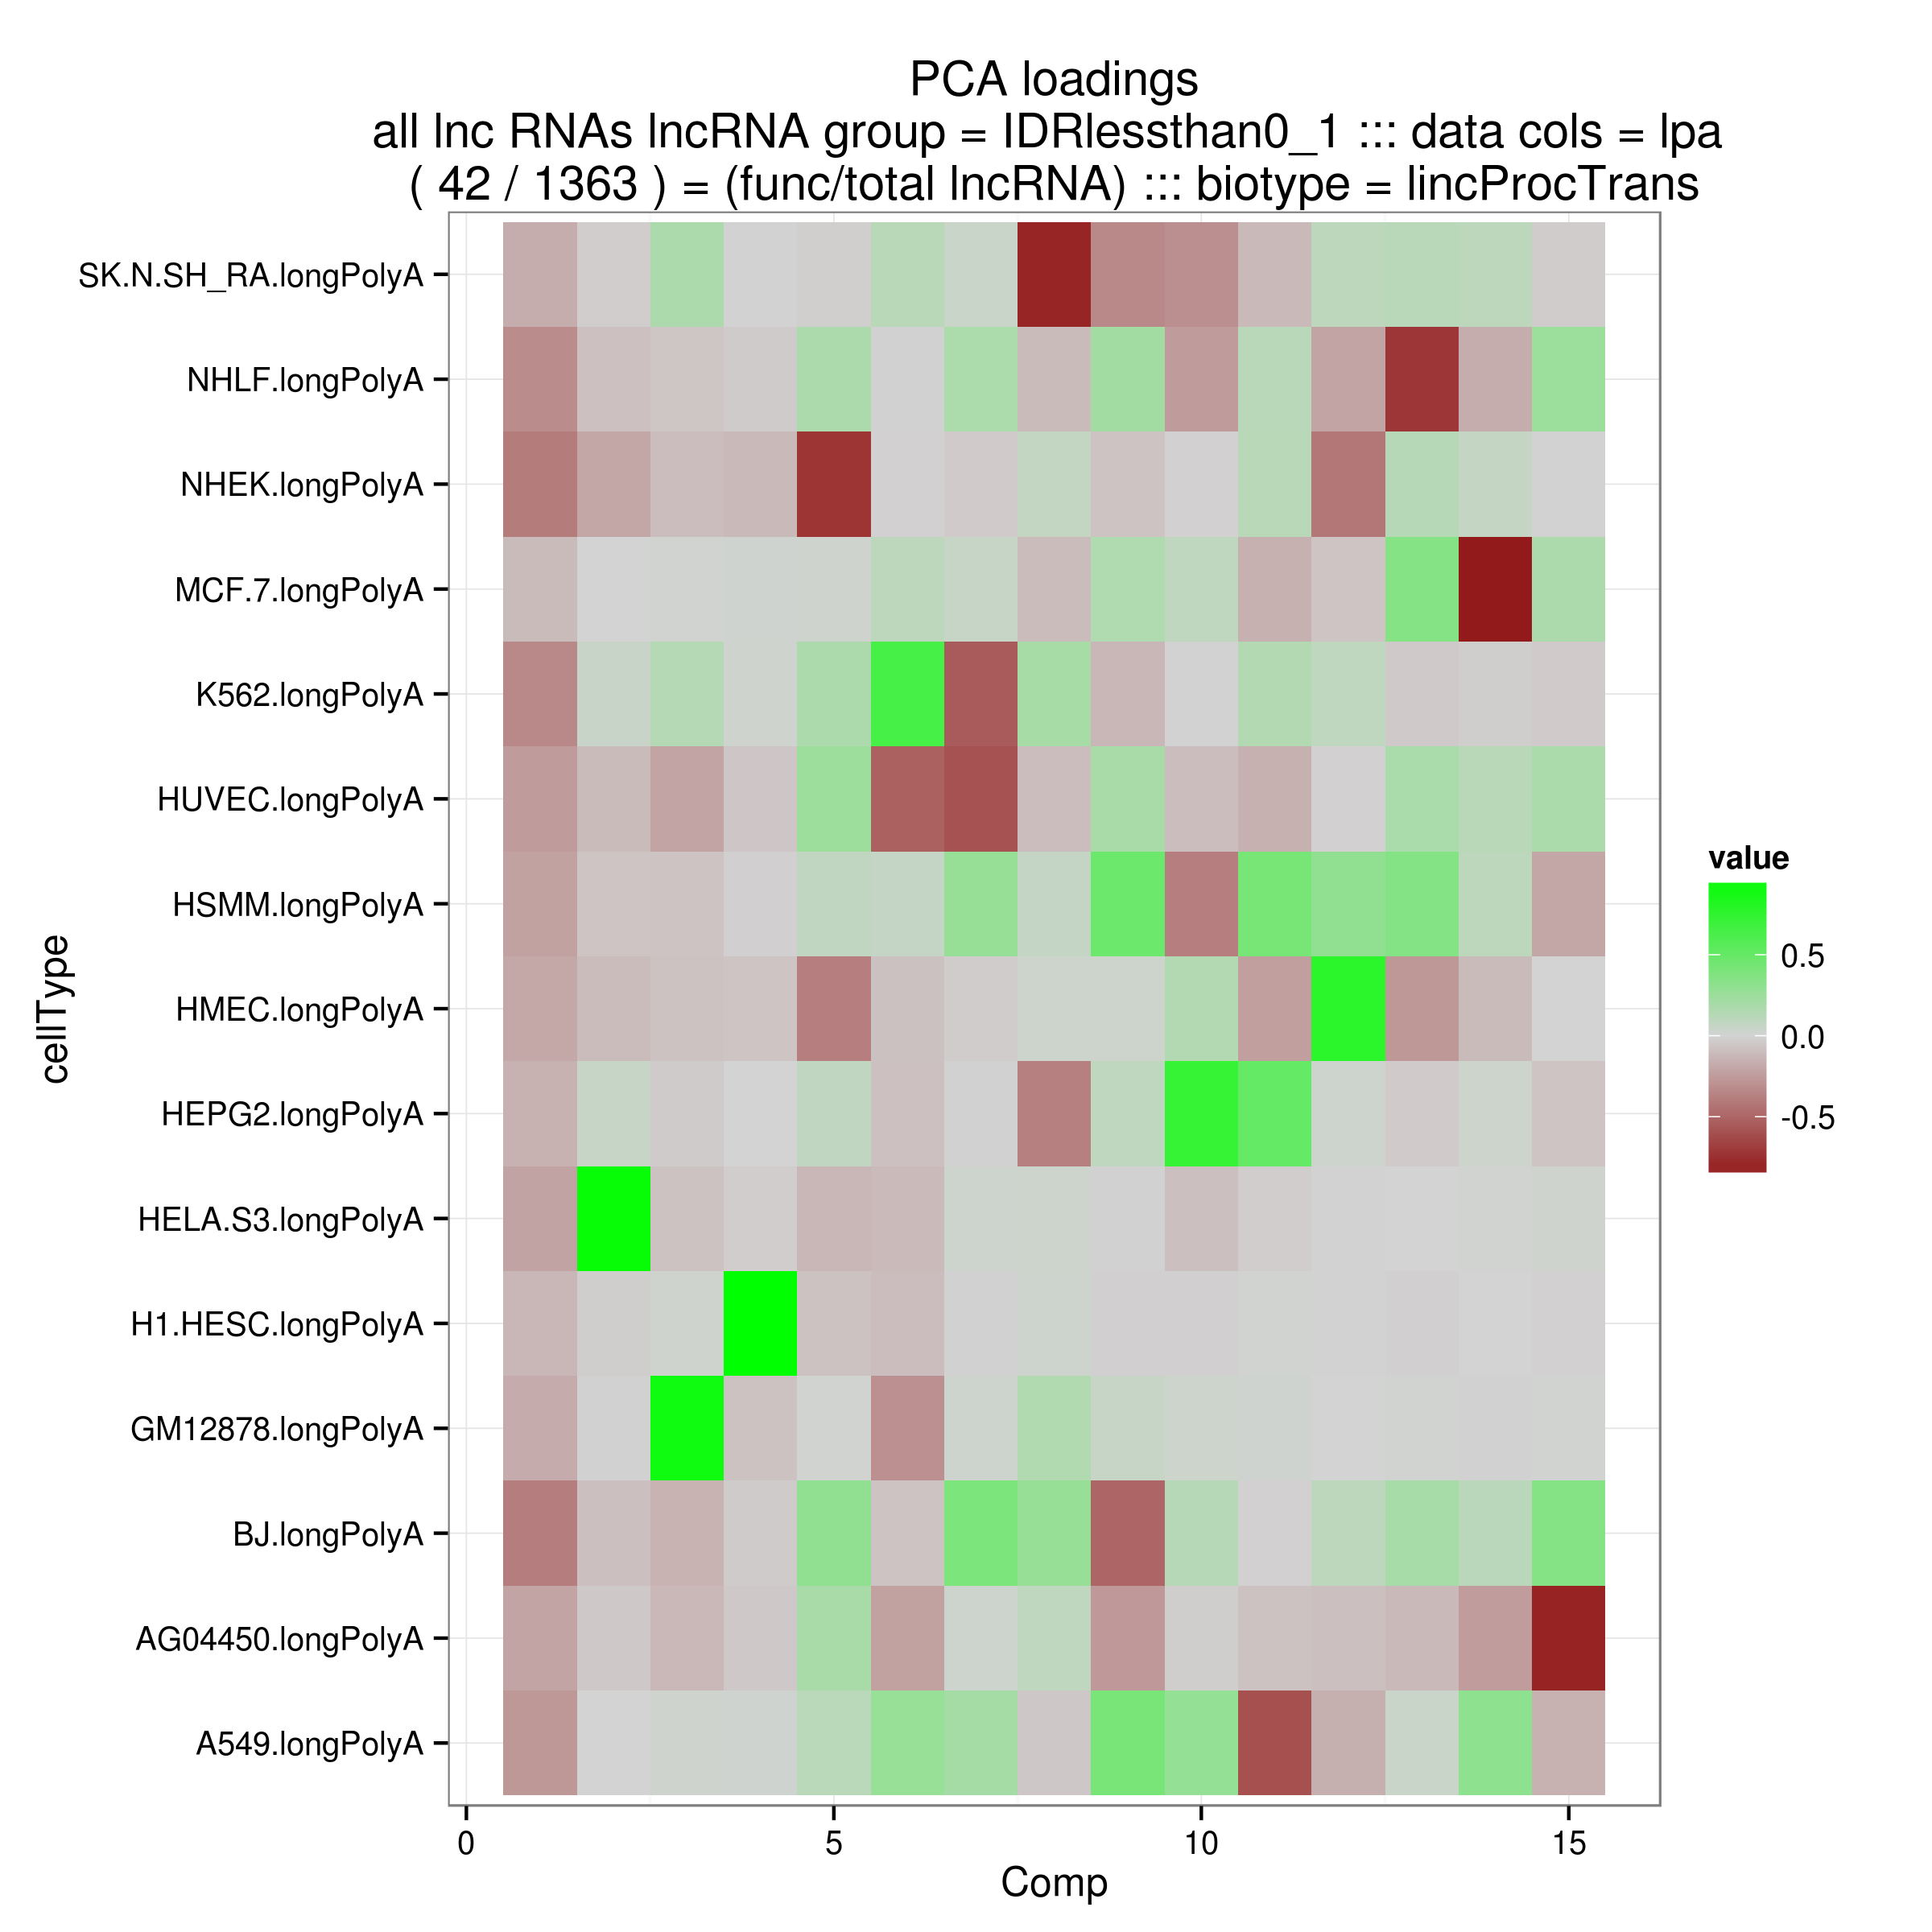 PCA loadings
all lnc RNAs lncRNA group = IDRlessthan0_1 ::: data cols = lpa
( 42 / 1363 ) = (func/total lncRNA) ::: biotype = lincProcTrans
cellType
SK.N.SH_RA.longPolyA
NHLF.longPolyA
NHEK.longPolyA
MCF.7.longPolyA
K562.longPolyA
HUVEC.longPolyA
HSMM.longPolyA
HMEC.longPolyA
HEPG2.longPolyA
HELA.S3.longPolyA
H1.HESC.longPolyA
GM12878.longPolyA
BJ.longPolyA
AG04450.longPolyA
A549.longPolyA
0 5 10 15
Comp
value
0.5
0.0
-0.5